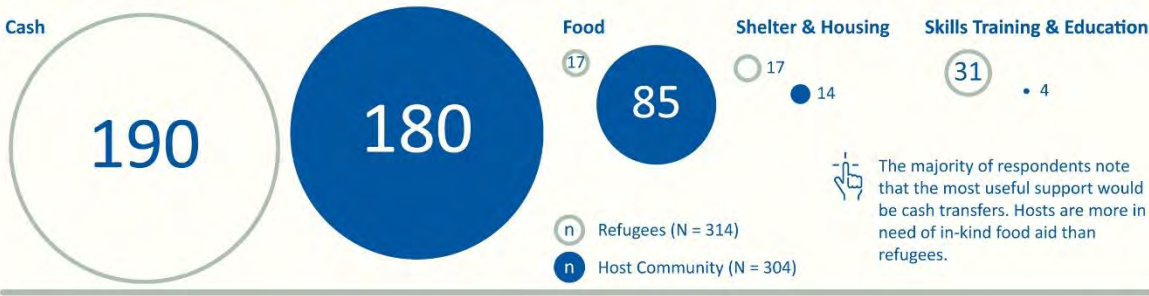 Cash
190
180
Food
17
85
Shelter & Housing
17
14
Skills Training & Education
31
4
The majority of respondents note
that the most useful support would
be cash transfers. Hosts are more in
need of in-kind food aid than
refugees.
n Refugees (N = 314)
n Host Community (N = 304)